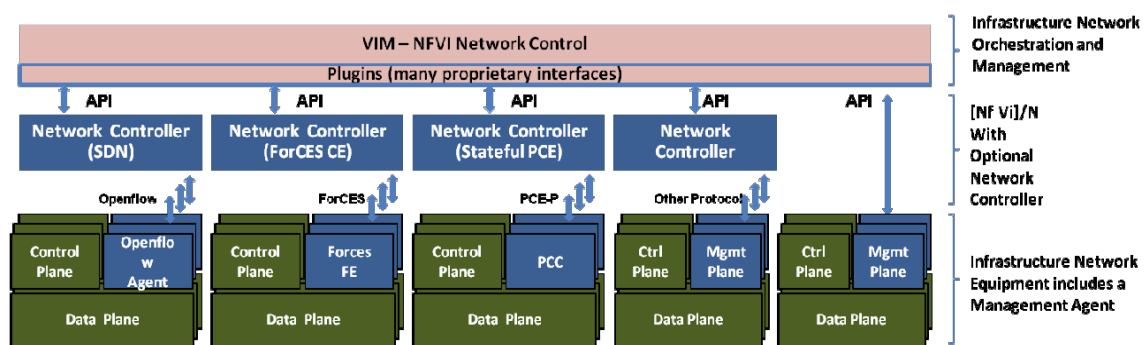 VIM – NFVI Network Control
Plugins (many proprietary interfaces)
Infrastructure Network
Orchestration and
Management
API
API
API
API
API
Network Controller
(SDN)
Network Controller
(ForCES CE)
Network Controller
(Stateful PCE)
Network
Controller
[Nf Vi]/N
With
Optional
Network
Controller
Openflow
ForCES
PCE-P
Other Protocol
Control
Plane
Openflo
w
Agent
Control
Plane
Forces
FE
Control
Plane
PCC
Ctrl
Plane
Mgmt
Plane
Ctrl
Plane
Mgmt
Plane
Data Plane
Data Plane
Data Plane
Data Plane
Data Plane
Infrastructure Network
Equipment includes a
Management Agent